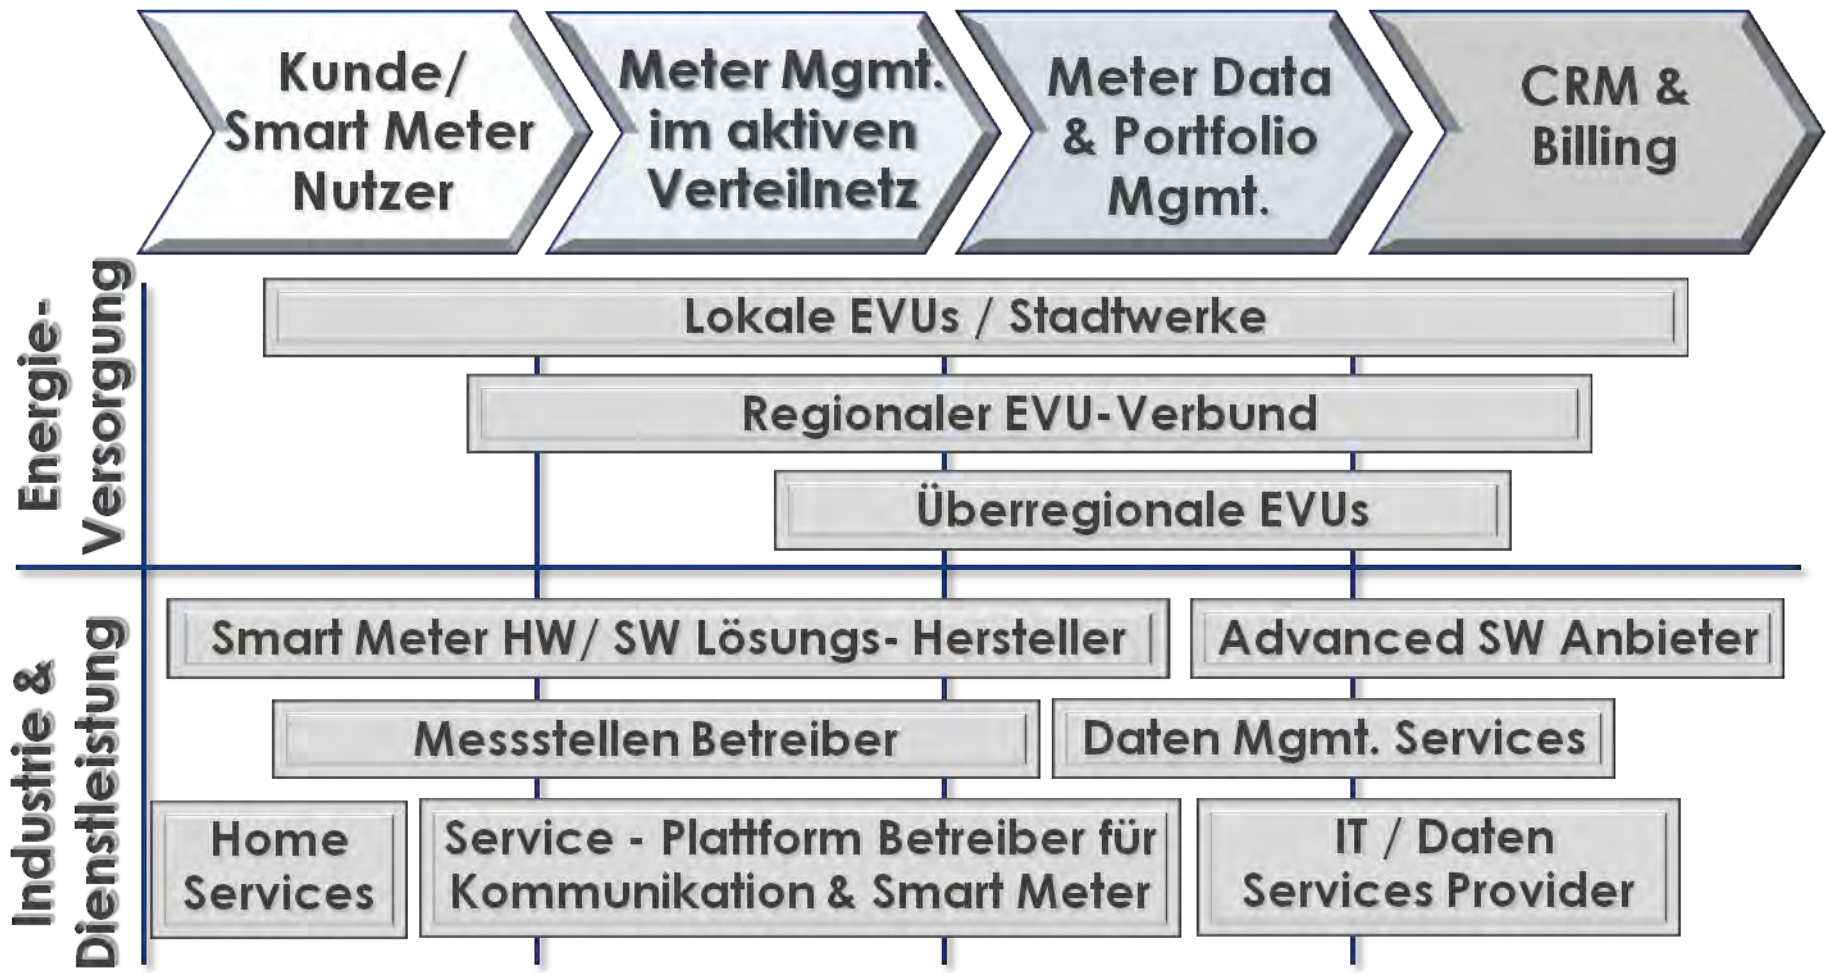 Kunde/
Smart Meter
Nutzer
Meter Mgmt.
im aktiven
Verteilnetz
Meter Data
& Portfolio
Mgmt.
CRM &
Billing
Energie-
Versorgung
Lokale EVUs / Stadtwerke
Regionaler EVU-Verbund
Überregionale EVUs
Industrie &
Dienstleistung
Smart Meter HW/ SW Lösungs- Hersteller
Advanced SW Anbieter
Messstellen Betreiber
Daten Mgmt. Services
Home
Services
Service - Plattform Betreiber für
Kommunikation & Smart Meter
IT / Daten
Services Provider